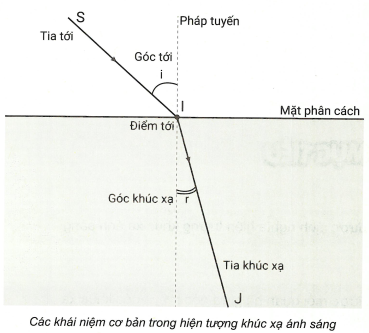 S
Pháp tuyến
Tia tới
Góc tới
i
I
Mặt phân cách
Điểm tới
Góc khúc xạ
r
Tia khúc xạ
J
Các khái niệm cơ bản trong hiện tượng khúc xạ ánh sáng